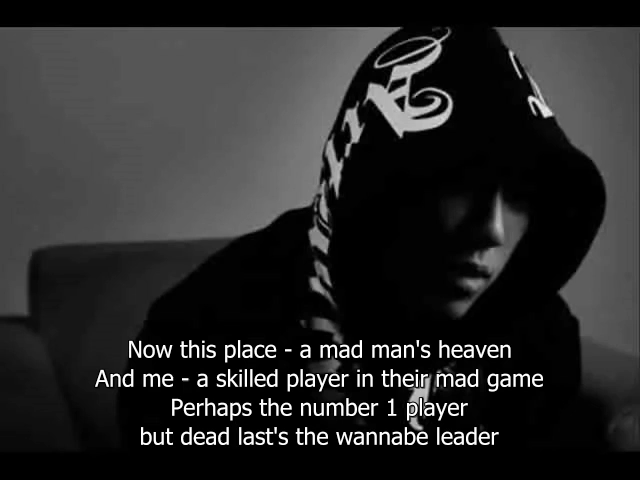 Now this place - a mad man's heaven
And me - a skilled player in their mad game
Perhaps the number 1 player
but dead last's the wannabe leader